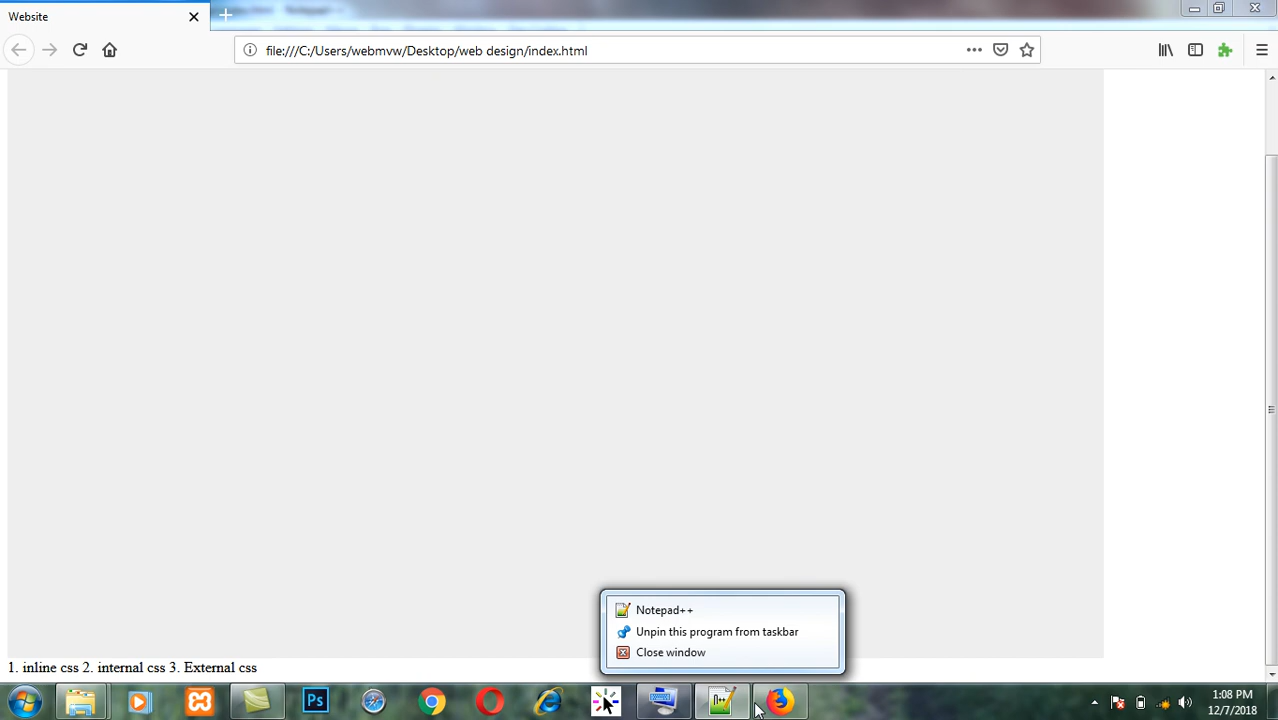 Website
file:///C:/Users/webmvw/Desktop/web design/index.html
Notepad++
Unpin this program from taskbar
Close window
1. inline css 2. internal css 3. External css
Ps
1:08 PM
12/7/2018